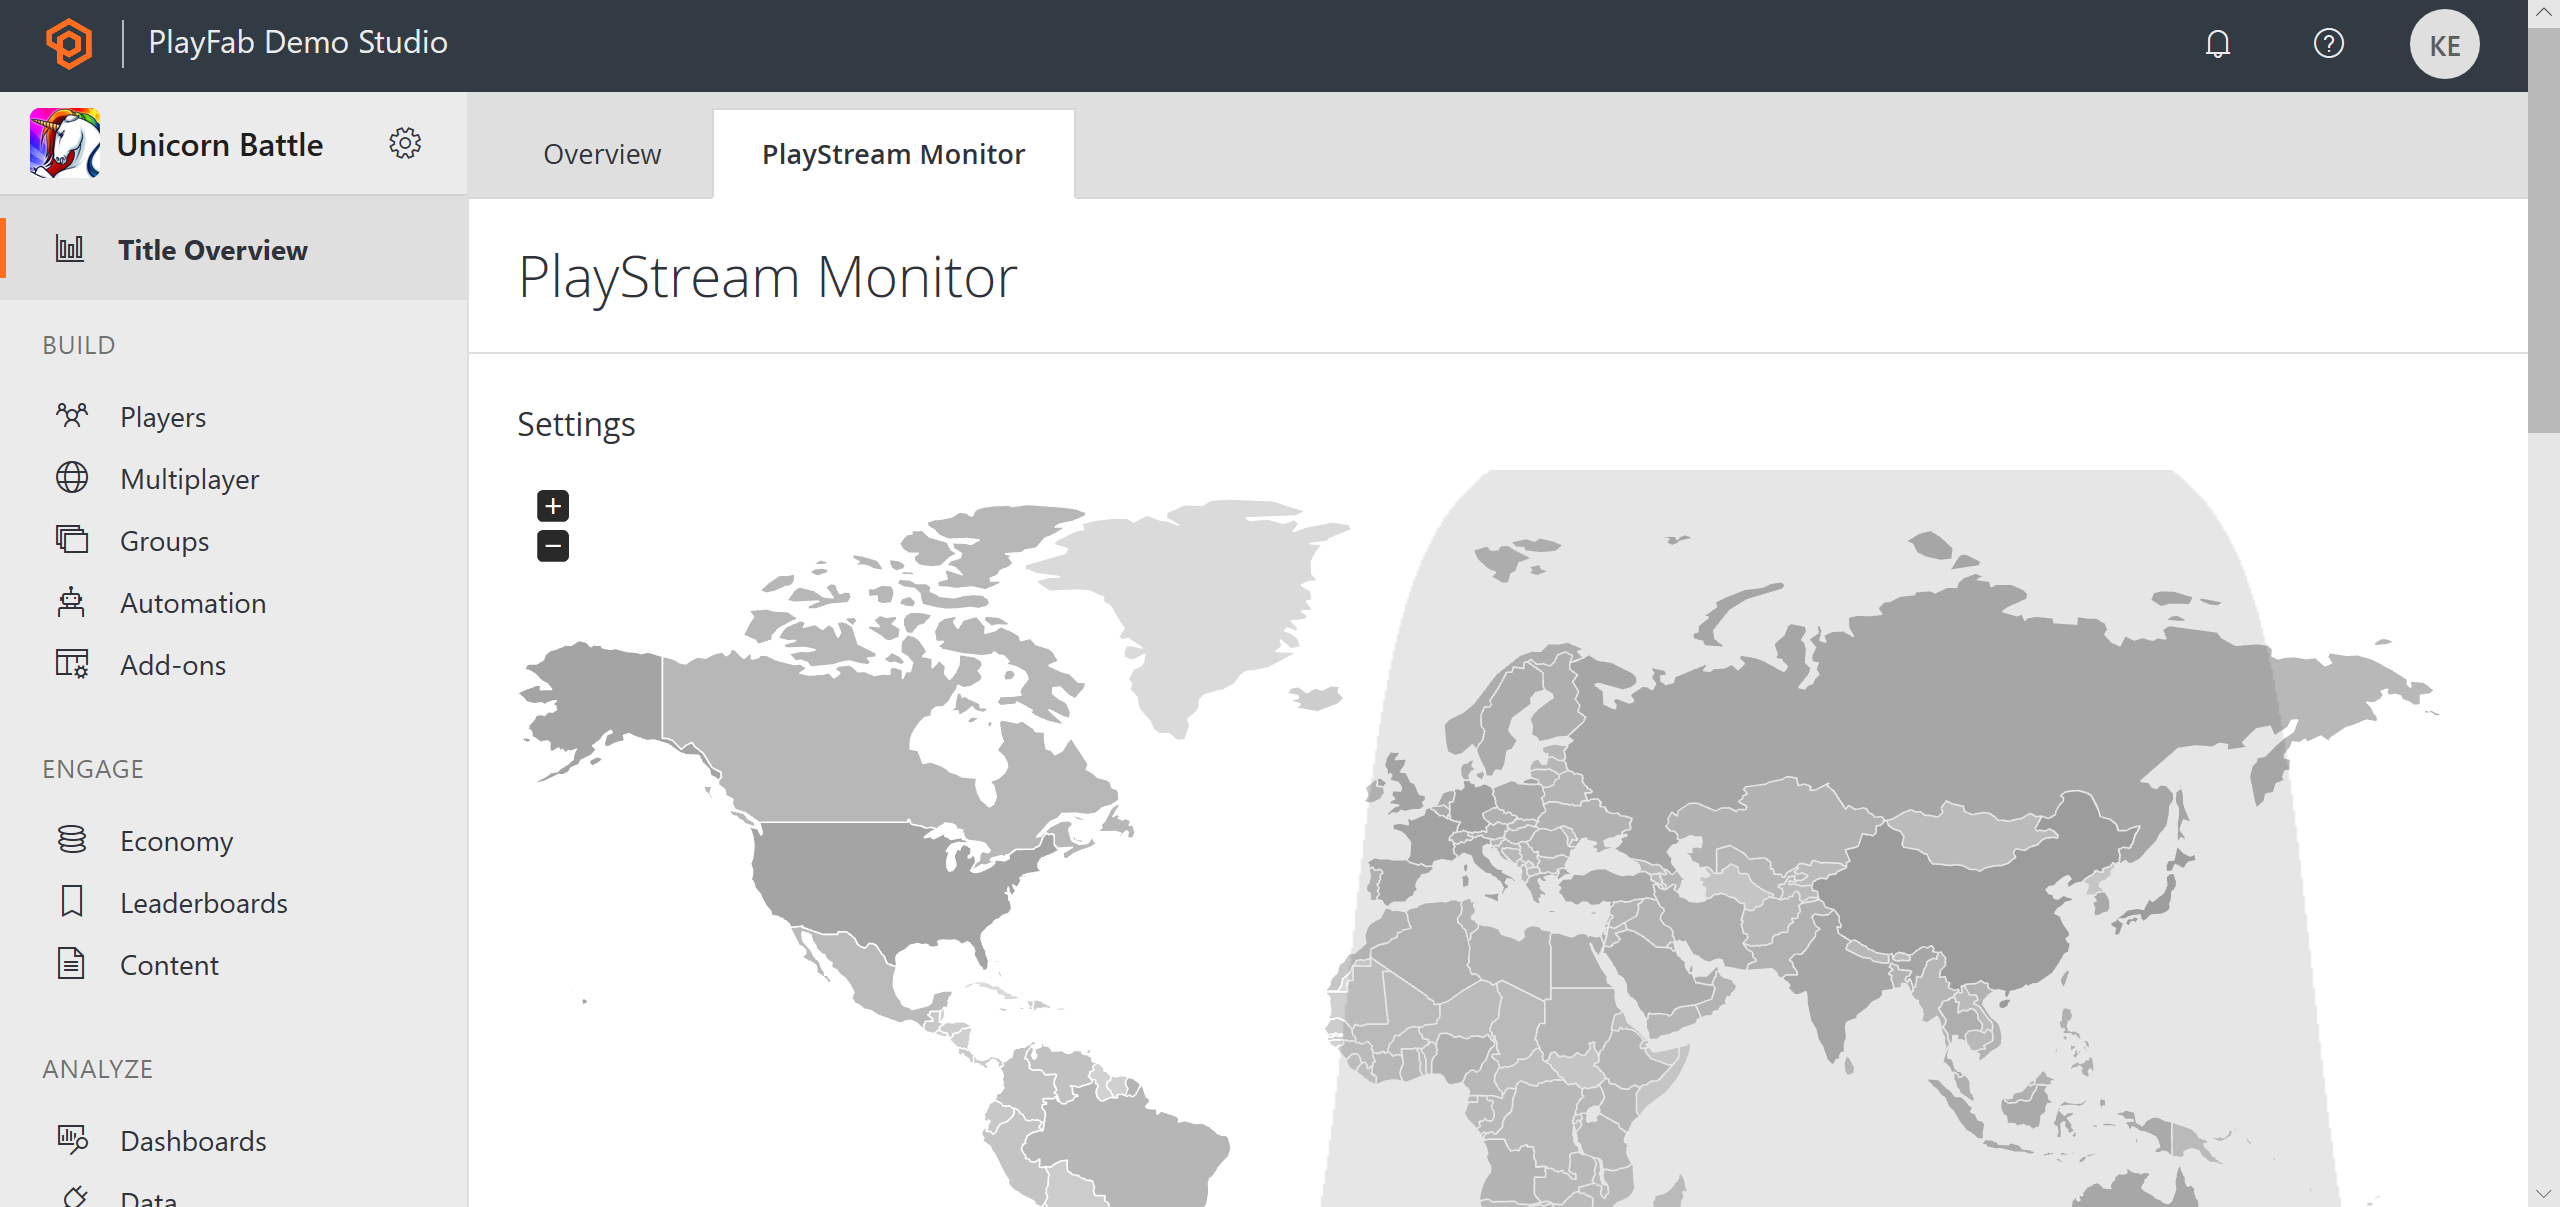 PlayFab Demo Studio
KE
Unicorn Battle
Overview
PlayStream Monitor
Title Overview
PlayStream Monitor
BUILD
Settings
Players
Multiplayer
Groups
Automation
Add-ons
ENGAGE
Economy
Leaderboards
Content
ANALYZE
Dashboards
Data